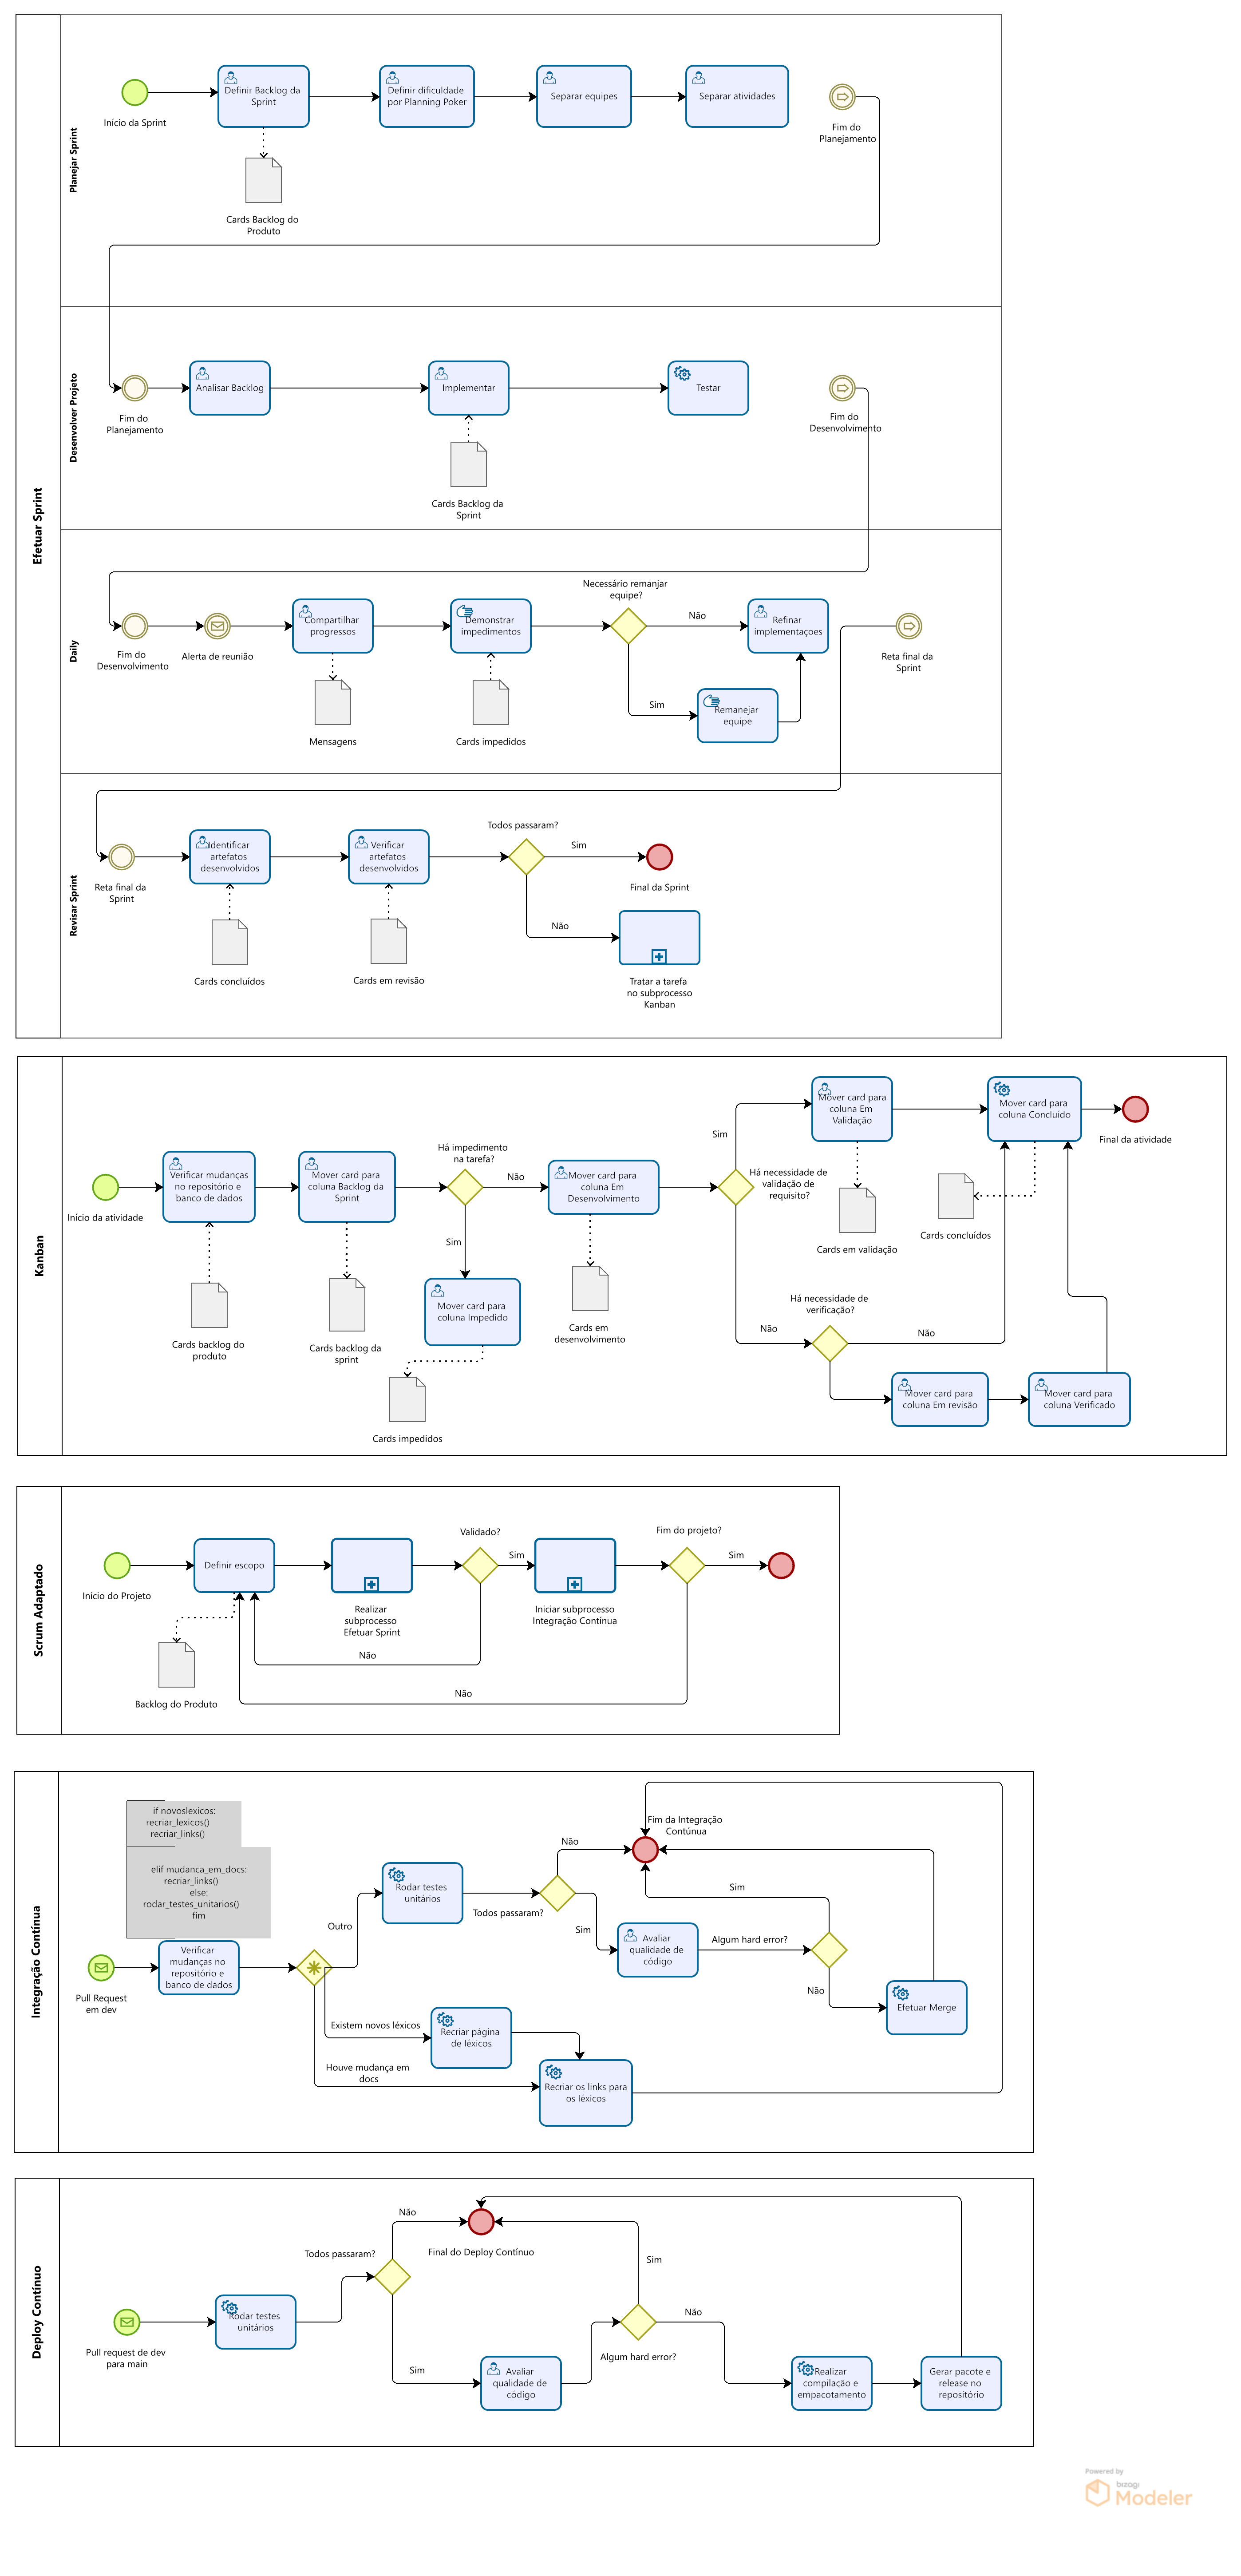 Efetuar Sprint
Planejar Sprint
Início da Sprint
Definir Backlog da
Sprint
Definir dificuldade
por Planning Poker
Separar equipes
Separar atividades
Fim do
Planejamento
Cards Backlog do
Produto
Desenvolver Projeto
Fim do
Planejamento
Analisar Backlog
Implementar
Testar
Fim do
Desenvolvimento
Cards Backlog da
Sprint
Daily
Fim do
Desenvolvimento
Alerta de reunião
Compartilhar
progressos
Demonstrar
impedimentos
Necessário remanjar
equipe?
Não
Sim
Refinar
implementaçoes
Remanejar
equipe
Reta final da
Sprint
Mensagens
Cards impedidos
Revisar Sprint
Reta final da
Sprint
Identificar
artefatos
desenvolvidos
Verificar
artefatos
desenvolvidos
Todos passaram?
Sim
Não
Final da Sprint
Tratar a tarefa
no subprocesso
Kanban
Cards concluídos
Cards em revisão
Kanban
Início da atividade
Verificar mudanças
no repositório e
banco de dados
Mover card para
coluna Backlog da
Sprint
Há impedimento
na tarefa?
Não
Sim
Mover card para
coluna Impedido
Mover card para
coluna Em
Desenvolvimento
Há necessidade de
validação de
requisito?
Sim
Não
Mover card para
coluna Em
Validação
Mover card para
coluna Concluído
Final da atividade
Cards em validação
Cards concluídos
Há necessidade de
verificação?
Não
Mover card para
coluna Em revisão
Mover card para
coluna Verificado
Cards backlog do
produto
Cards backlog da
sprint
Cards em
desenvolvimento
Cards impedidos
Scrum Adaptado
Início do Projeto
Definir escopo
Realizar
subprocesso
Efetuar Sprint
Validado?
Sim
Não
Iniciar subprocesso
Integração Contínua
Fim do projeto?
Sim
Não
Backlog do Produto
Integração Contínua
if novoslexicos:
recriar_lexicos()
recriar_links()
elif mudanca_em_docs:
recriar_links()
else:
rodar_testes_unitarios()
fim
Pull Request
em dev
Verificar
mudanças no
repositório e
banco de dados
Outro
Existem novos léxicos
Houve mudança em
docs
Rodar testes
unitários
Todos passaram?
Não
Sim
Fim da Integração
Contúnua
Avaliar
qualidade de
código
Algum hard error?
Sim
Não
Efetuar Merge
Recriar página
de léxicos
Recriar os links para
os léxicos
Deploy Contínuo
Pull request de dev
para main
Rodar testes
unitários
Todos passaram?
Não
Sim
Final do Deploy Contínuo
Avaliar
qualidade de
código
Algum hard error?
Sim
Não
Realizar
compilação e
empacotamento
Gerar pacote e
release no
repositório
Powered by
bizagi
Modeler